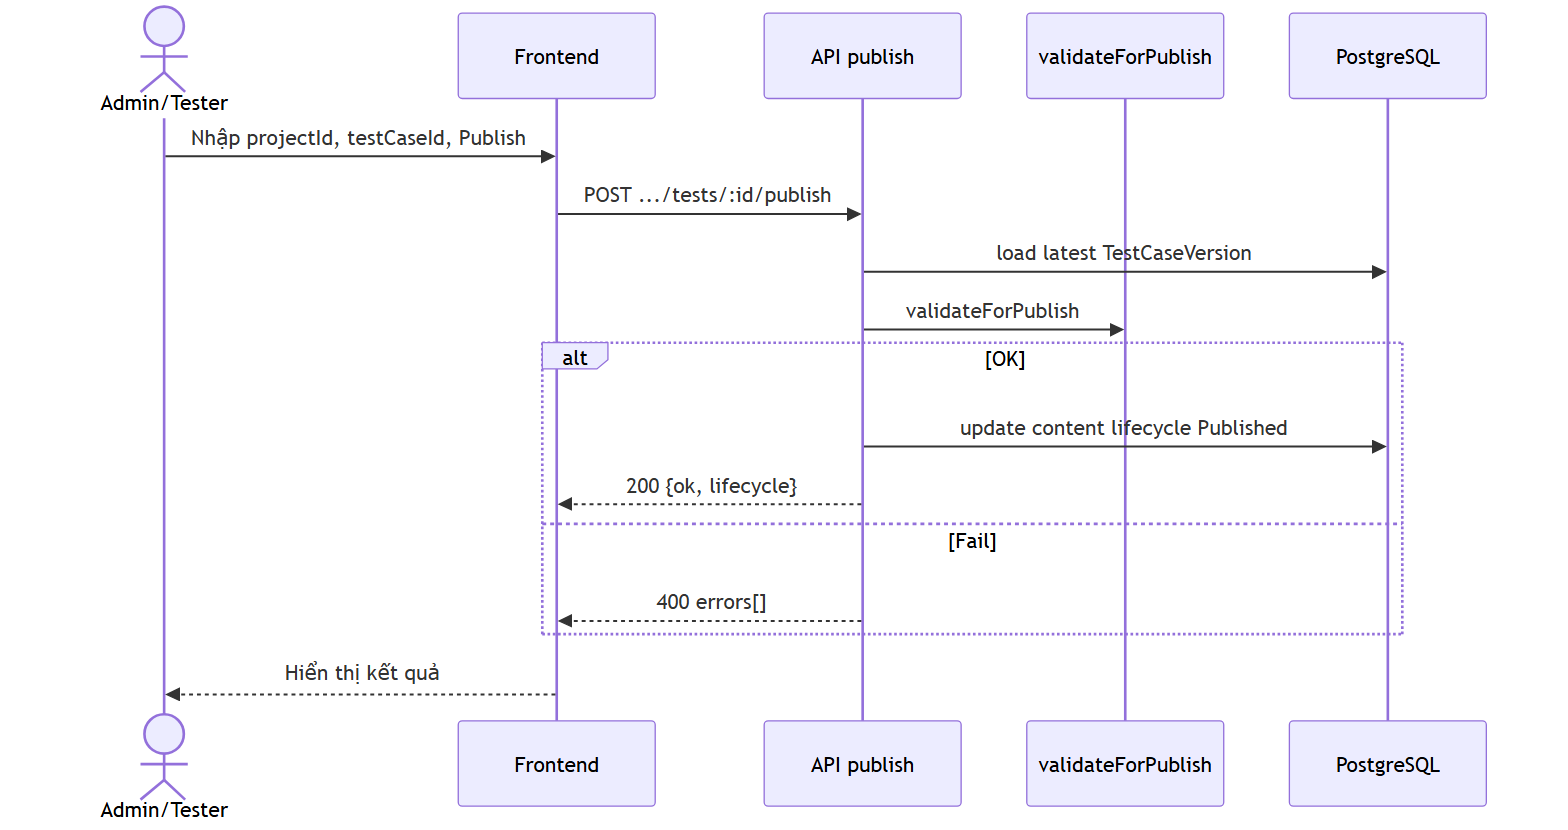 Admin/Tester
Frontend
API publish
validateForPublish
PostgreSQL
Nhập projectId, testCaseId, Publish
POST .../tests/:id/publish
load latest TestCaseVersion
validateForPublish
alt
[OK]
update content lifecycle Published
200 {ok, lifecycle}
[Fail]
400 errors[]
Hiển thị kết quả
Admin/Tester
Frontend
API publish
validateForPublish
PostgreSQL